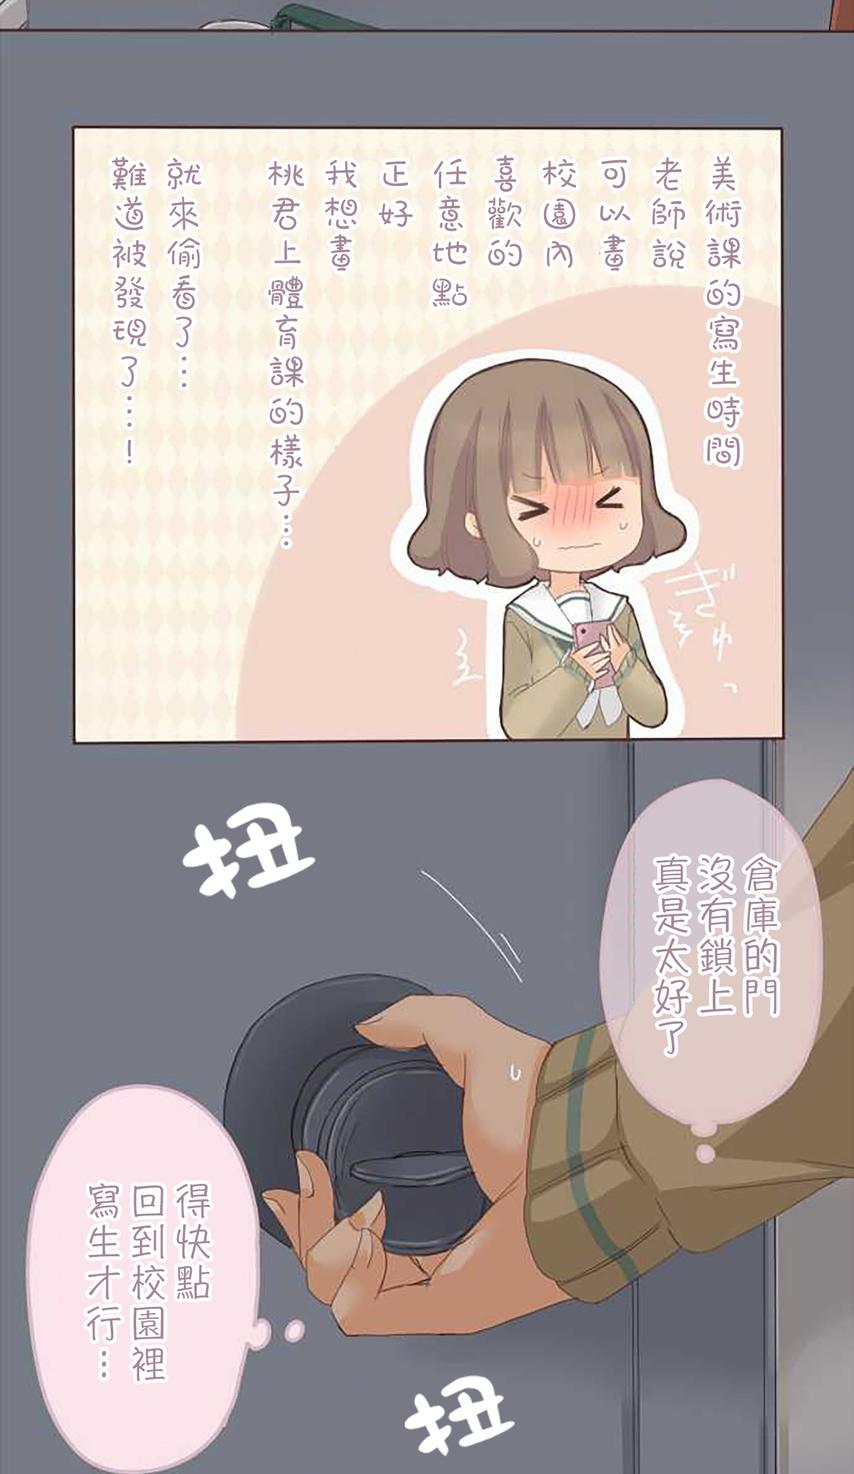 美術課的寫生時間
老師說
可以畫
校園內
喜歡的
任意地點
正好
我想畫
桃君上體育課的樣子…
就來偷看了…
難道被發現了…！
ぎゅっ
扭
倉庫的門
沒有鎖上
真是太好了
得快點
回到校園裡
寫生才行…
扭